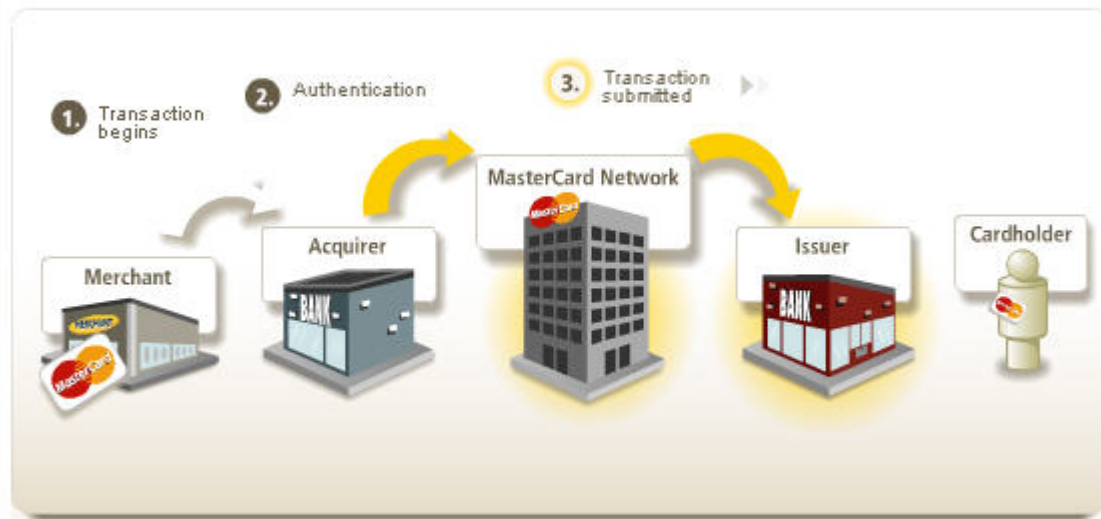 1. Transaction
begins
2. Authentication
3. Transaction
submitted
Merchant
Acquirer
MasterCard Network
Issuer
Cardholder
MERCHANT
MasterCard
BANK
MasterCard
BANK